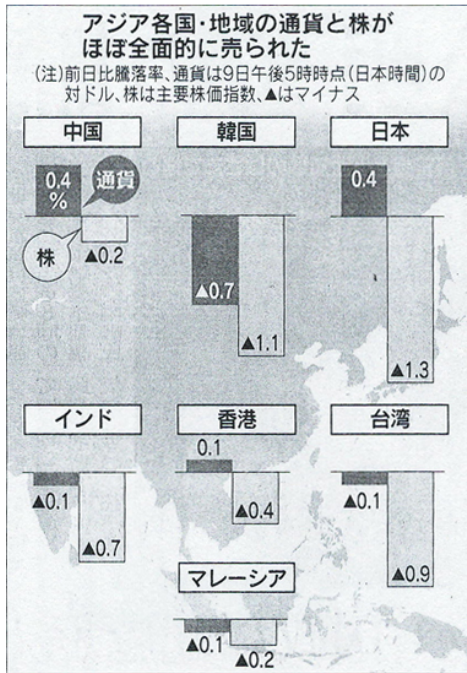 アジア各国・地域の通貨と株が
ほぼ全面的に売られた
(注)前日比騰落率、通貨は9日午後5時時点(日本時間)の
対ドル、株は主要株価指数、▲はマイナス
中国
0.4
%
通貨
株
▲0.2
韓国
▲0.7
▲1.1
日本
0.4
▲1.3
インド
▲0.1
▲0.7
香港
0.1
▲0.4
台湾
▲0.1
▲0.9
マレーシア
▲0.1
▲0.2